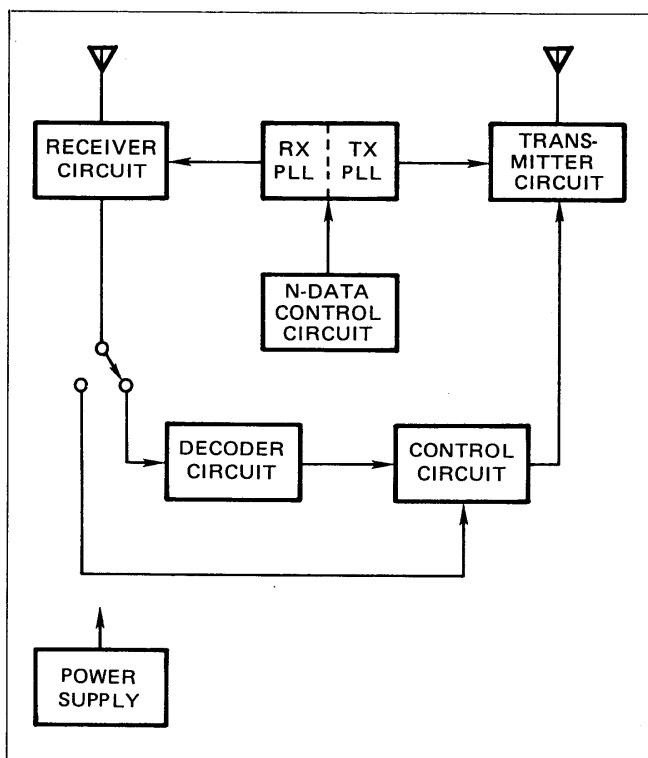 RECEIVER
CIRCUIT
RX
PLL
TX
PLL
TRANS-
MITTER
CIRCUIT
N-DATA
CONTROL
CIRCUIT
DECODER
CIRCUIT
CONTROL
CIRCUIT
POWER
SUPPLY